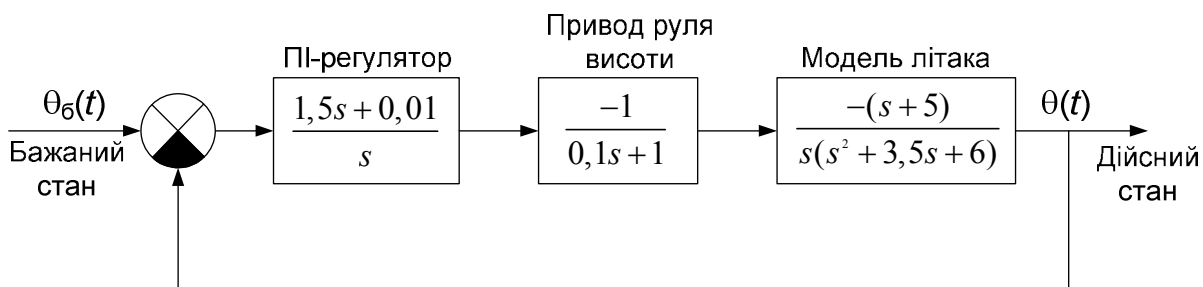 Привод руля
висоти
ПІ-регулятор
Модель літака
θб(t)
Бажаний
стан
1,5s + 0,01
s
−1
0,1s + 1
−(s + 5)
s(s² + 3,5s + 6)
θ(t)
Дійсний
стан